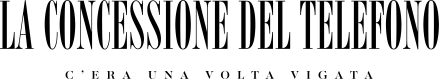 LA CONCESSIONE DEL TELEFONO
C'ERA UNA VOLTA VIGATA